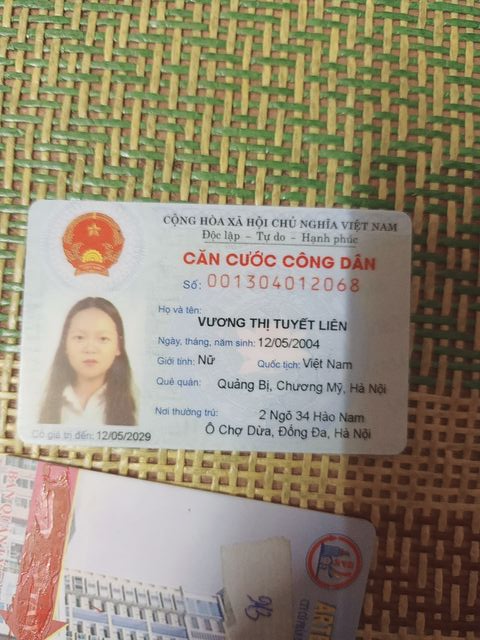 CỘNG HÒA XÃ HỘI CHỦ NGHĨA VIỆT NAM
Độc lập - Tự do - Hạnh phúc
CĂN CƯỚC CÔNG DÂN
Số: 001304012068
Họ và tên:
VƯƠNG THỊ TUYẾT LIÊN
Ngày, tháng, năm sinh: 12/05/2004
Giới tính: Nữ Quốc tịch: Việt Nam
Quê quán: Quảng Bị, Chương Mỹ, Hà Nội
Nơi thường trú: 2 Ngõ 34 Hào Nam
Ô Chợ Dừa, Đống Đa, Hà Nội
Có giá trị đến: 12/05/2029